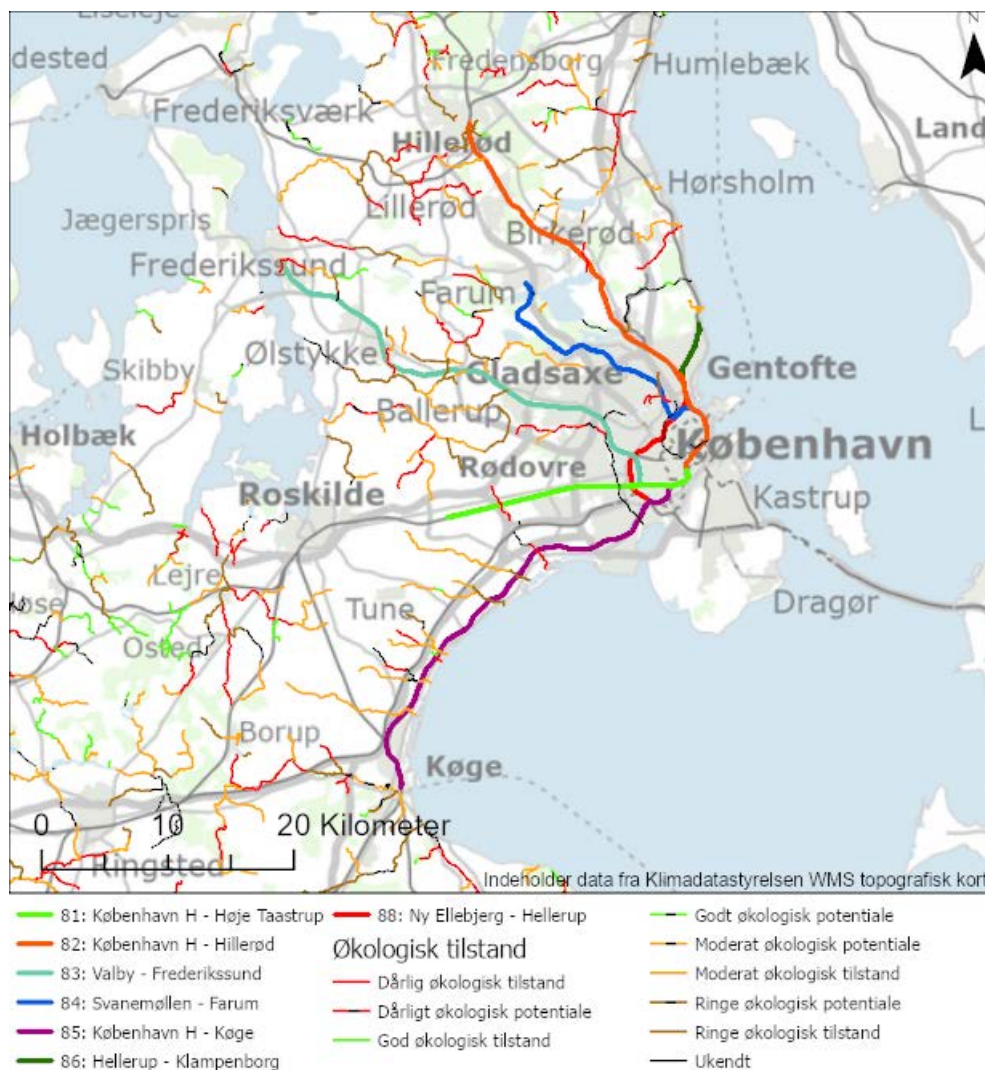 Liseleje
Fredensborg
Humlebæk
N
Frederiksværk
Land
Hillerød
Hørsholm
Jægerspris
Lillerød
Birkerød
Frederikssund
Farum
Ølstykke
Gladsaxe
Gentofte
Skibby
Ballerup
Holbæk
København
Rødovre
Roskilde
Kastrup
Lejre
Tune
Dragør
Osted
Borup
Køge
0 10 20 Kilometer
Ringsted
Indeholder data fra Klimadatastyrelsen WMS topografisk kort
81: København H - Høje Taastrup
82: København H - Hillerød
83: Valby - Frederikssund
84: Svanemøllen - Farum
85: København H - Køge
86: Hellerup - Klampenborg
88: Ny Ellebjerg - Hellerup
Økologisk tilstand
Dårlig økologisk tilstand
Dårligt økologisk potentiale
God økologisk tilstand
Godt økologisk potentiale
Moderat økologisk potentiale
Moderat økologisk tilstand
Ringe økologisk potentiale
Ringe økologisk tilstand
Ukendt